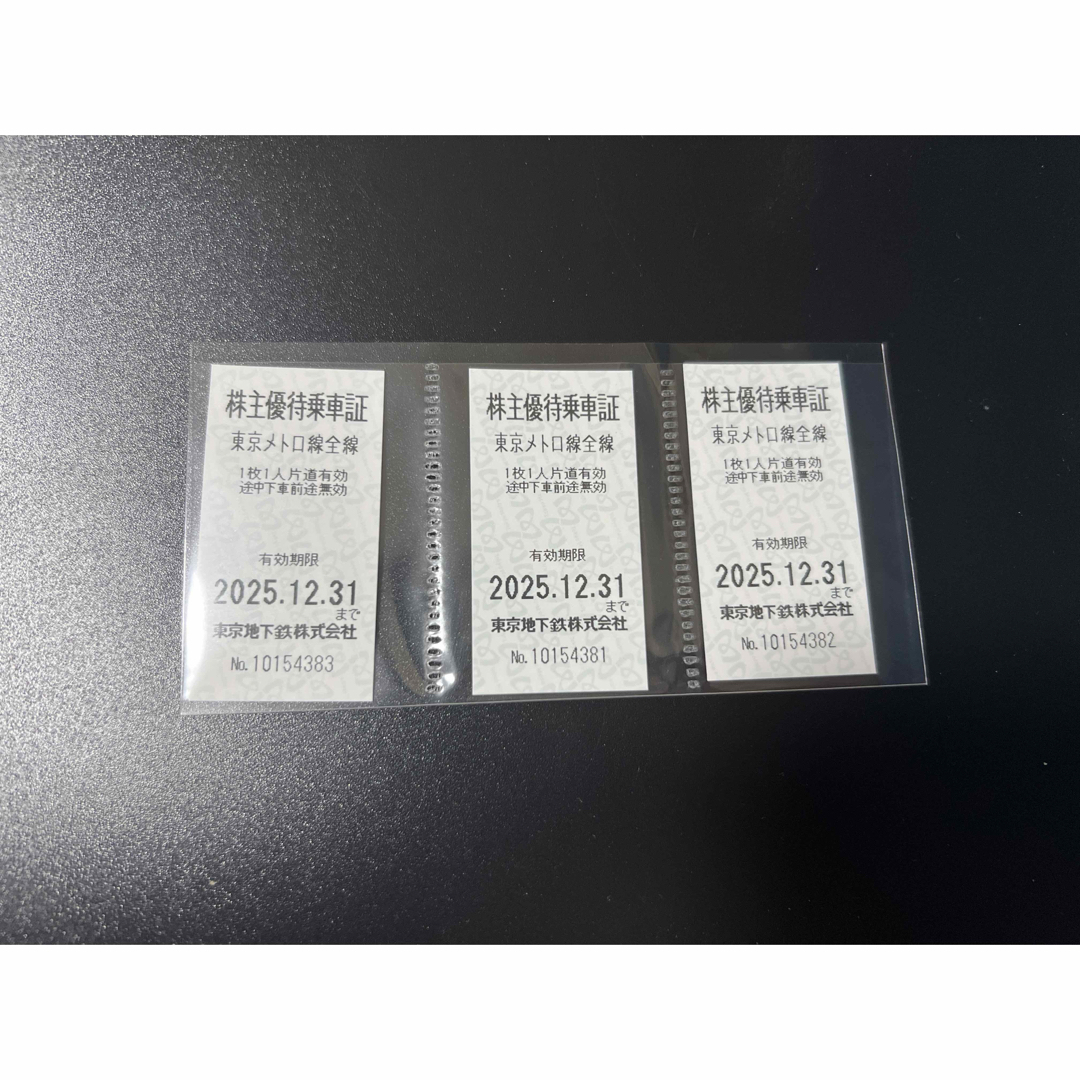 株主優待乗車証
東京メトロ線全線
1枚1人片道有効
途中下車前途無効
有効期限
2025.12.31
まで
東京地下鉄株式会社
No.10154383
株主優待乗車証
東京メトロ線全線
1枚1人片道有効
途中下車前途無効
有効期限
2025.12.31
まで
東京地下鉄株式会社
No.10154381
株主優待乗車証
東京メトロ線全線
1枚1人片道有効
途中下車前途無効
有効期限
2025.12.31
まで
東京地下鉄株式会社
No.10154382